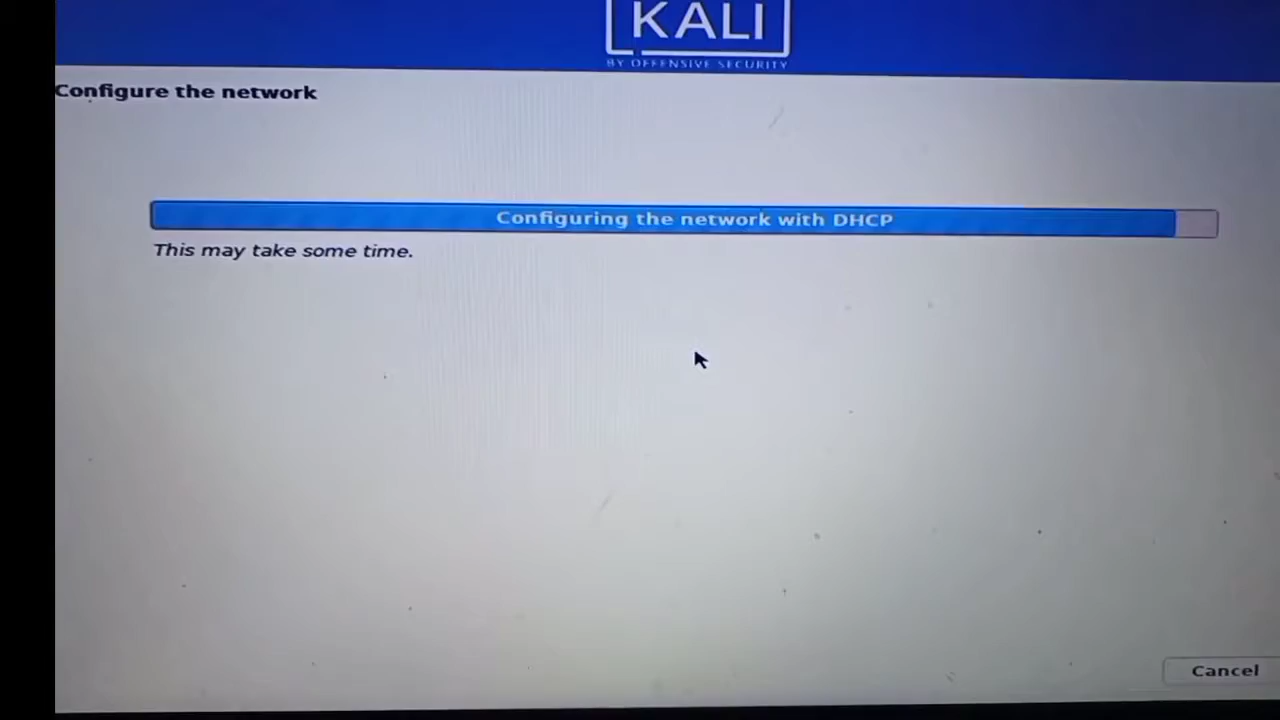 KALI
BY OFFENSIVE SECURITY
Configure the network
Configuring the network with DHCP
This may take some time.
Cancel